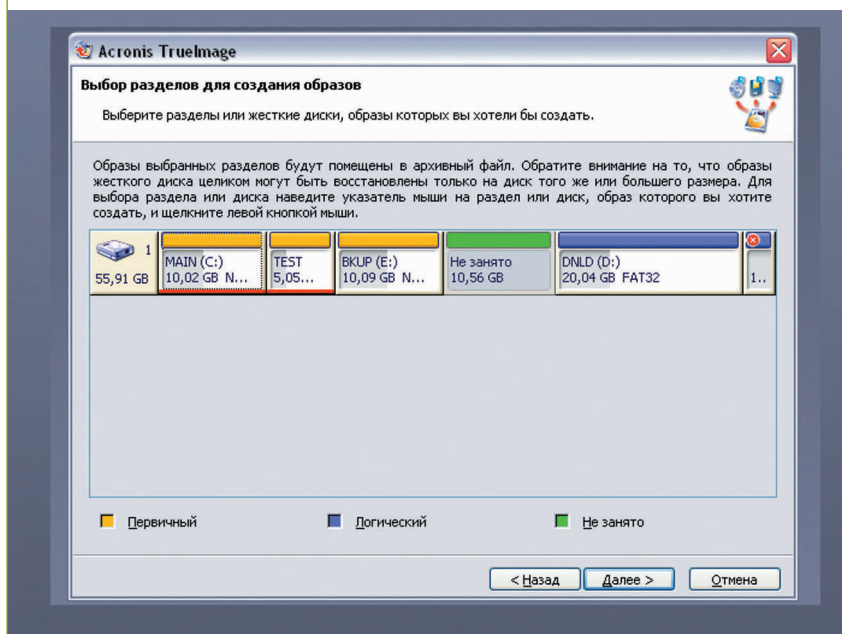 Acronis TrueImage
Выбор разделов для создания образов
Выберите разделы или жесткие диски, образы которых вы хотели бы создать.
Образы выбранных разделов будут помещены в архивный файл. Обратите внимание на то, что образы
жесткого диска целиком могут быть восстановлены только на диск того же или большего размера. Для
выбора раздела или диска наведите указатель мыши на раздел или диск, образ которого вы хотите
создать, и щелкните левой кнопкой мыши.
1
55,91 GB
MAIN (C:)
10,02 GB N...
TEST
5,05...
BKUP (E:)
10,09 GB N...
Не занято
10,56 GB
DNLD (D:)
20,04 GB FAT32
1..
Первичный
Логический
Не занято
< Назад
Далее >
Отмена